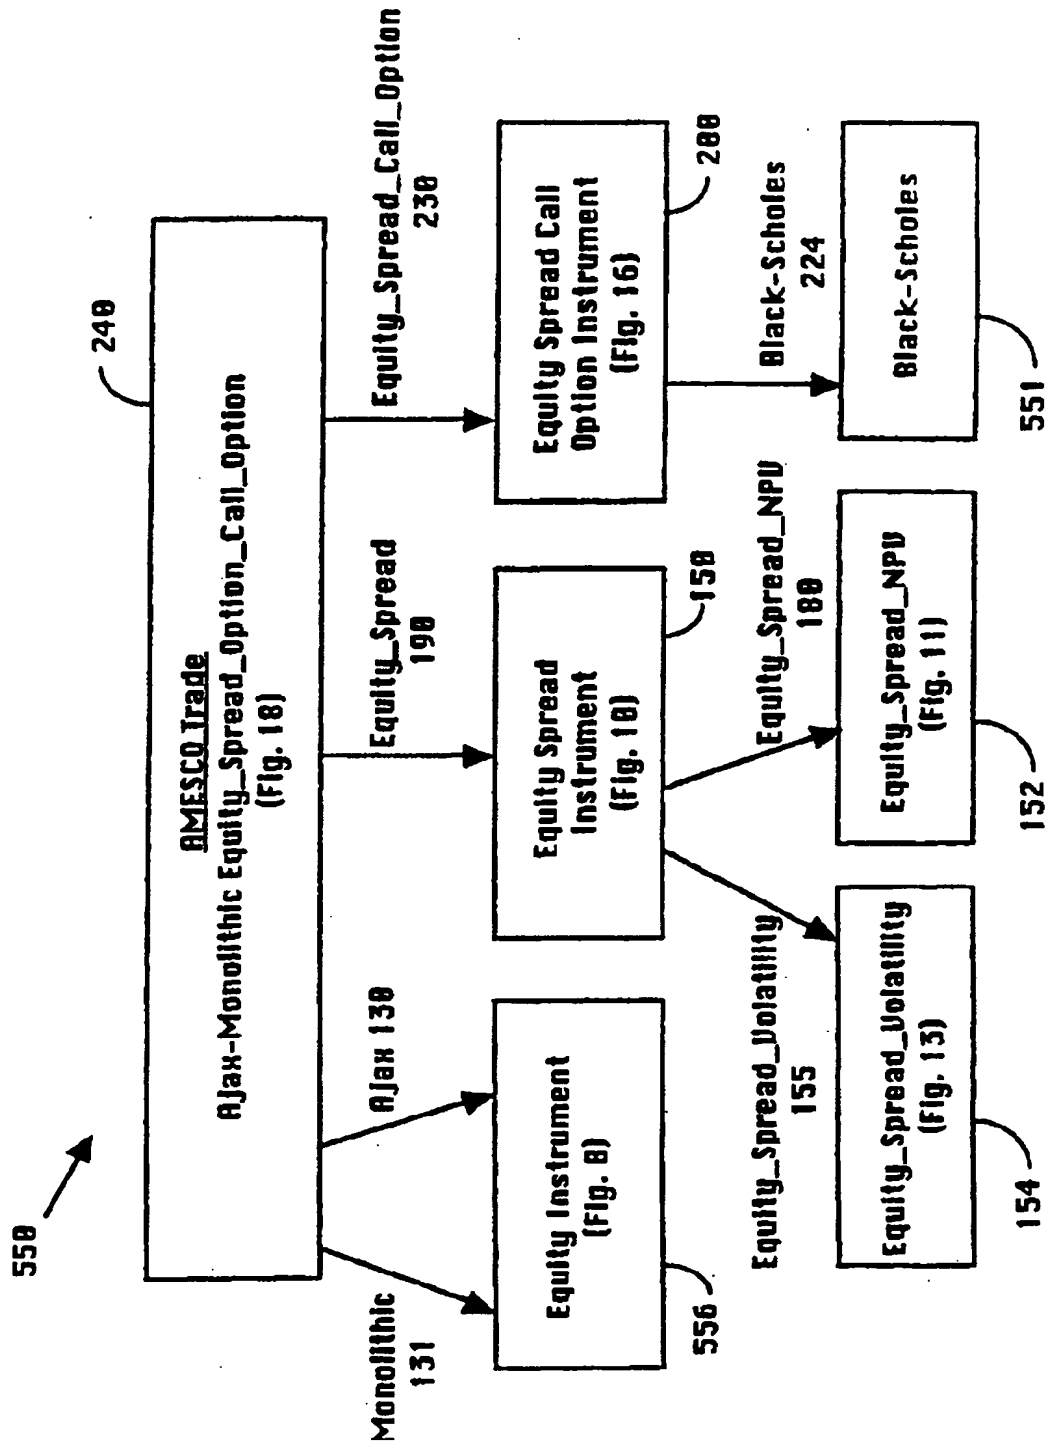 550
240
AMESCO Trade
Ajax-Monolithic Equity_Spread_Option_Call_Option
(Fig. 18)
Monolithic
131
Ajax 130
Equity_Spread
190
Equity_Spread_Call_Option
230
Equity Instrument
(Fig. 8)
556
Equity Spread
Instrument
(Fig. 10)
150
Equity Spread Call
Option Instrument
(Fig. 16)
200
Equity_Spread_Volatility
155
Equity_Spread_NPV
180
Black-Scholes
224
Equity_Spread_Volatility
(Fig. 13)
154
Equity_Spread_NPV
(Fig. 11)
152
Black-Scholes
551